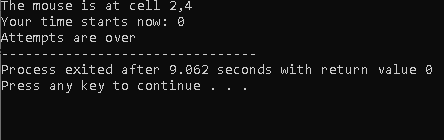 The mouse is at cell 2,4
Your time starts now: 0
Attempts are over
--------------------------------
Process exited after 9.062 seconds with return value 0
Press any key to continue . . .